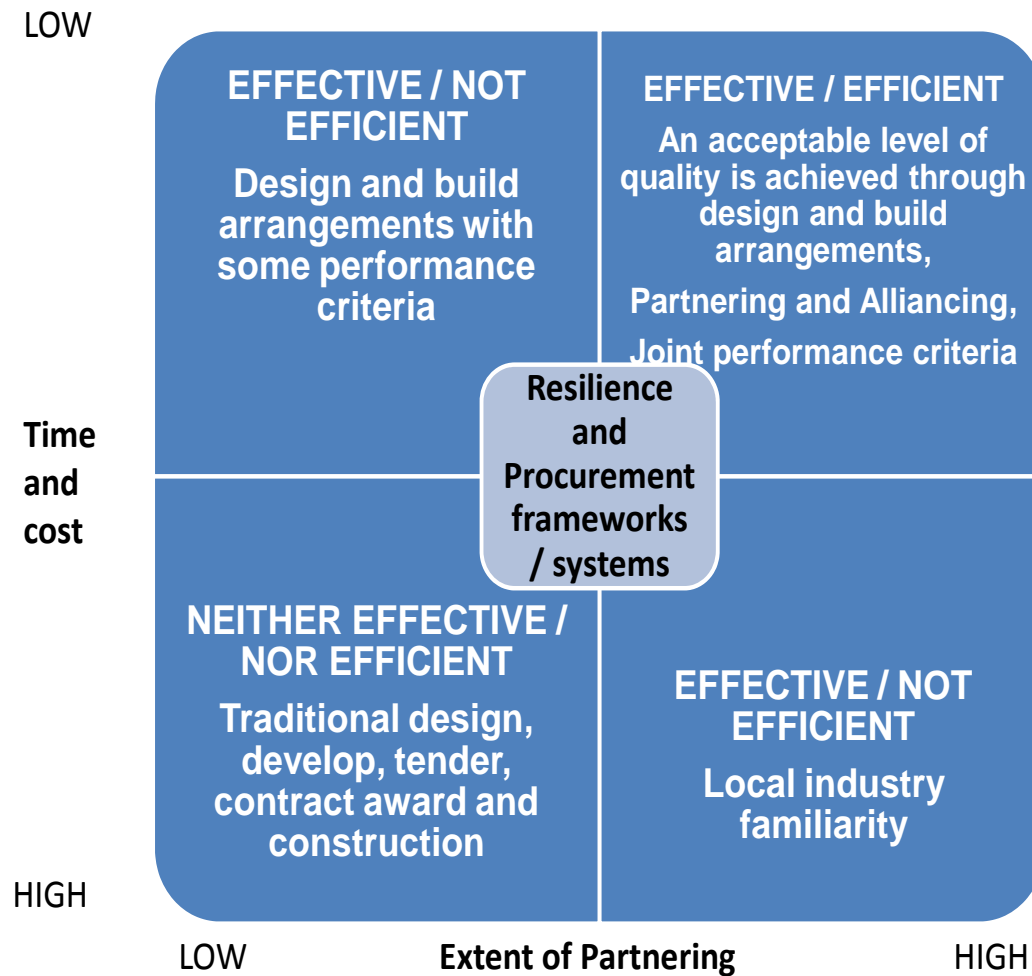 LOW
EFFECTIVE / NOT
EFFICIENT
Design and build
arrangements with
some performance
criteria
EFFECTIVE / EFFICIENT
An acceptable level of
quality is achieved through
design and build
arrangements,
Partnering and Alliancing,
Joint performance criteria
Time
and
cost
Resilience
and
Procurement
frameworks
/ systems
NEITHER EFFECTIVE /
NOR EFFICIENT
Traditional design,
develop, tender,
contract award and
construction
EFFECTIVE / NOT
EFFICIENT
Local industry
familiarity
HIGH
LOW
Extent of Partnering
HIGH